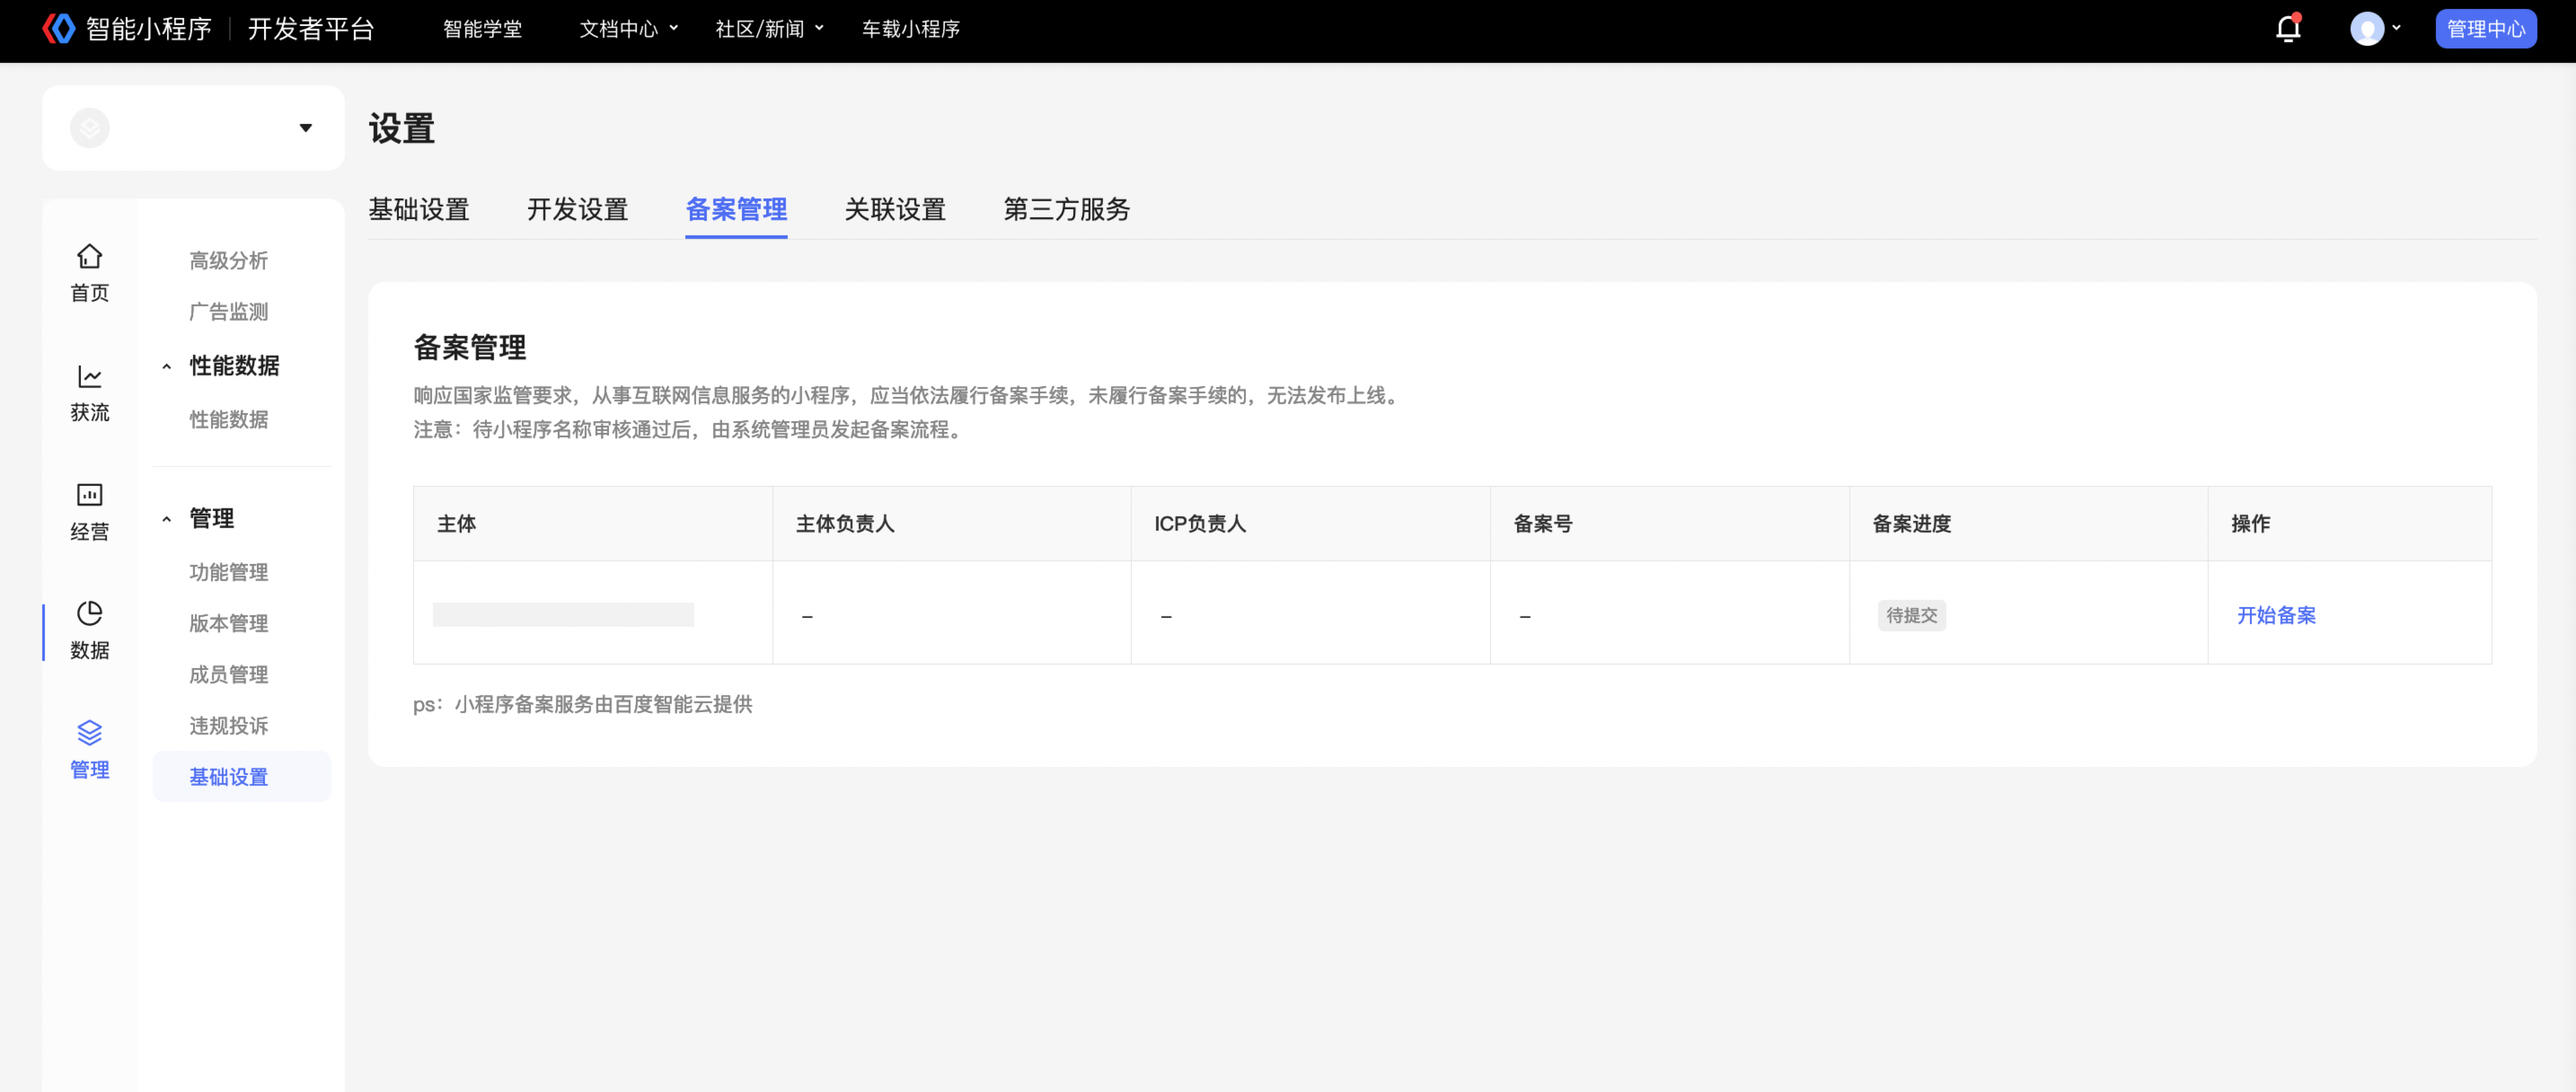 智能小程序 | 开发者平台
智能学堂
文档中心
社区/新闻
车载小程序
管理中心
首页
获流
经营
数据
管理
高级分析
广告监测
性能数据
性能数据
管理
功能管理
版本管理
成员管理
违规投诉
基础设置
设置
基础设置 开发设置 备案管理 关联设置 第三方服务
备案管理
响应国家监管要求，从事互联网信息服务的小程序，应当依法履行备案手续，未履行备案手续的，无法发布上线。
注意：待小程序名称审核通过后，由系统管理员发起备案流程。
主体 主体负责人 ICP负责人 备案号 备案进度 操作
– – – 待提交 开始备案
ps：小程序备案服务由百度智能云提供